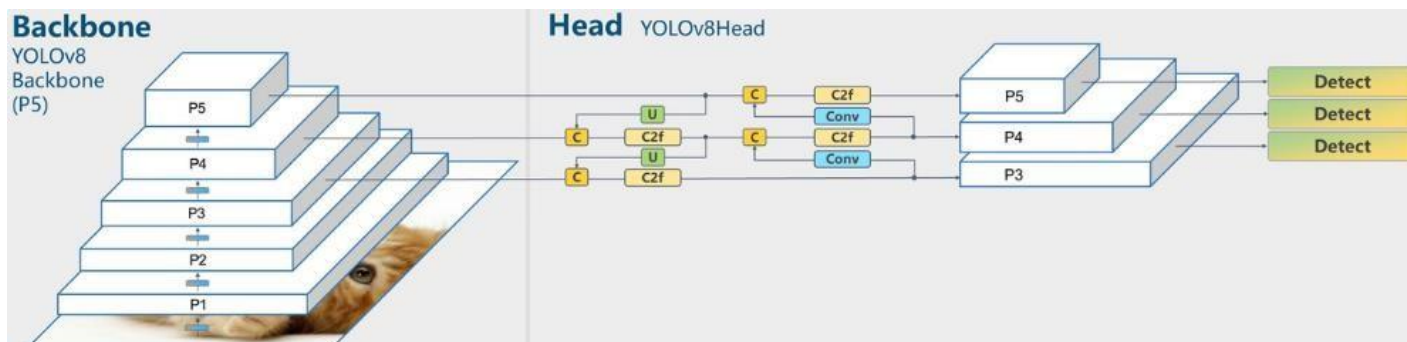 Backbone
YOLOv8
Backbone
(P5)
P5
P4
P3
P2
P1
Head YOLOv8Head
C C2f
U Conv
C C2f C C2f
U Conv
C C2f
P5
P4
P3
Detect
Detect
Detect